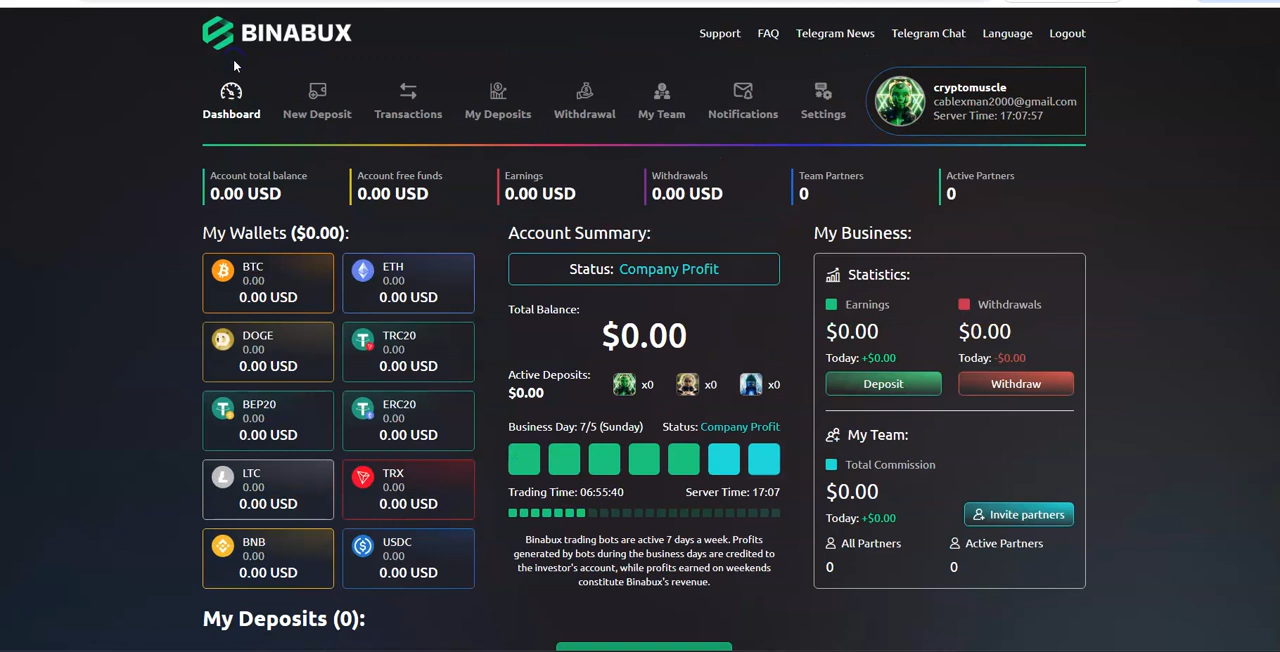 BINABUX
Support FAQ Telegram News Telegram Chat Language Logout
Dashboard New Deposit Transactions My Deposits Withdrawal My Team Notifications Settings
cryptomuscle
cablexman2000@gmail.com
Server Time: 17:07:57
Account total balance Account free funds Earnings Withdrawals Team Partners Active Partners
0.00 USD 0.00 USD 0.00 USD 0.00 USD 0 0
My Wallets ($0.00):
BTC
0.00
0.00 USD
ETH
0.00
0.00 USD
DOGE
0.00
0.00 USD
TRC20
0.00
0.00 USD
BEP20
0.00
0.00 USD
ERC20
0.00
0.00 USD
LTC
0.00
0.00 USD
TRX
0.00
0.00 USD
BNB
0.00
0.00 USD
USDC
0.00
0.00 USD
Account Summary:
Status: Company Profit
Total Balance:
$0.00
Active Deposits:
$0.00
x0 x0 x0
Business Day: 7/5 (Sunday) Status: Company Profit
Trading Time: 06:55:40 Server Time: 17:07
Binabux trading bots are active 7 days a week. Profits
generated by bots during the business days are credited to
the investor's account, while profits earned on weekends
constitute Binabux's revenue.
My Business:
Statistics:
Earnings Withdrawals
$0.00 $0.00
Today: +$0.00 Today: -$0.00
Deposit Withdraw
My Team:
Total Commission
$0.00
Today: +$0.00
Invite partners
All Partners Active Partners
0 0
My Deposits (0):